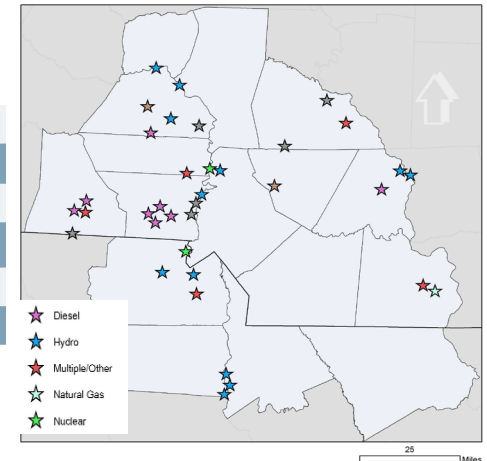 Diesel
Hydro
Multiple/Other
Natural Gas
Nuclear
25
Miles